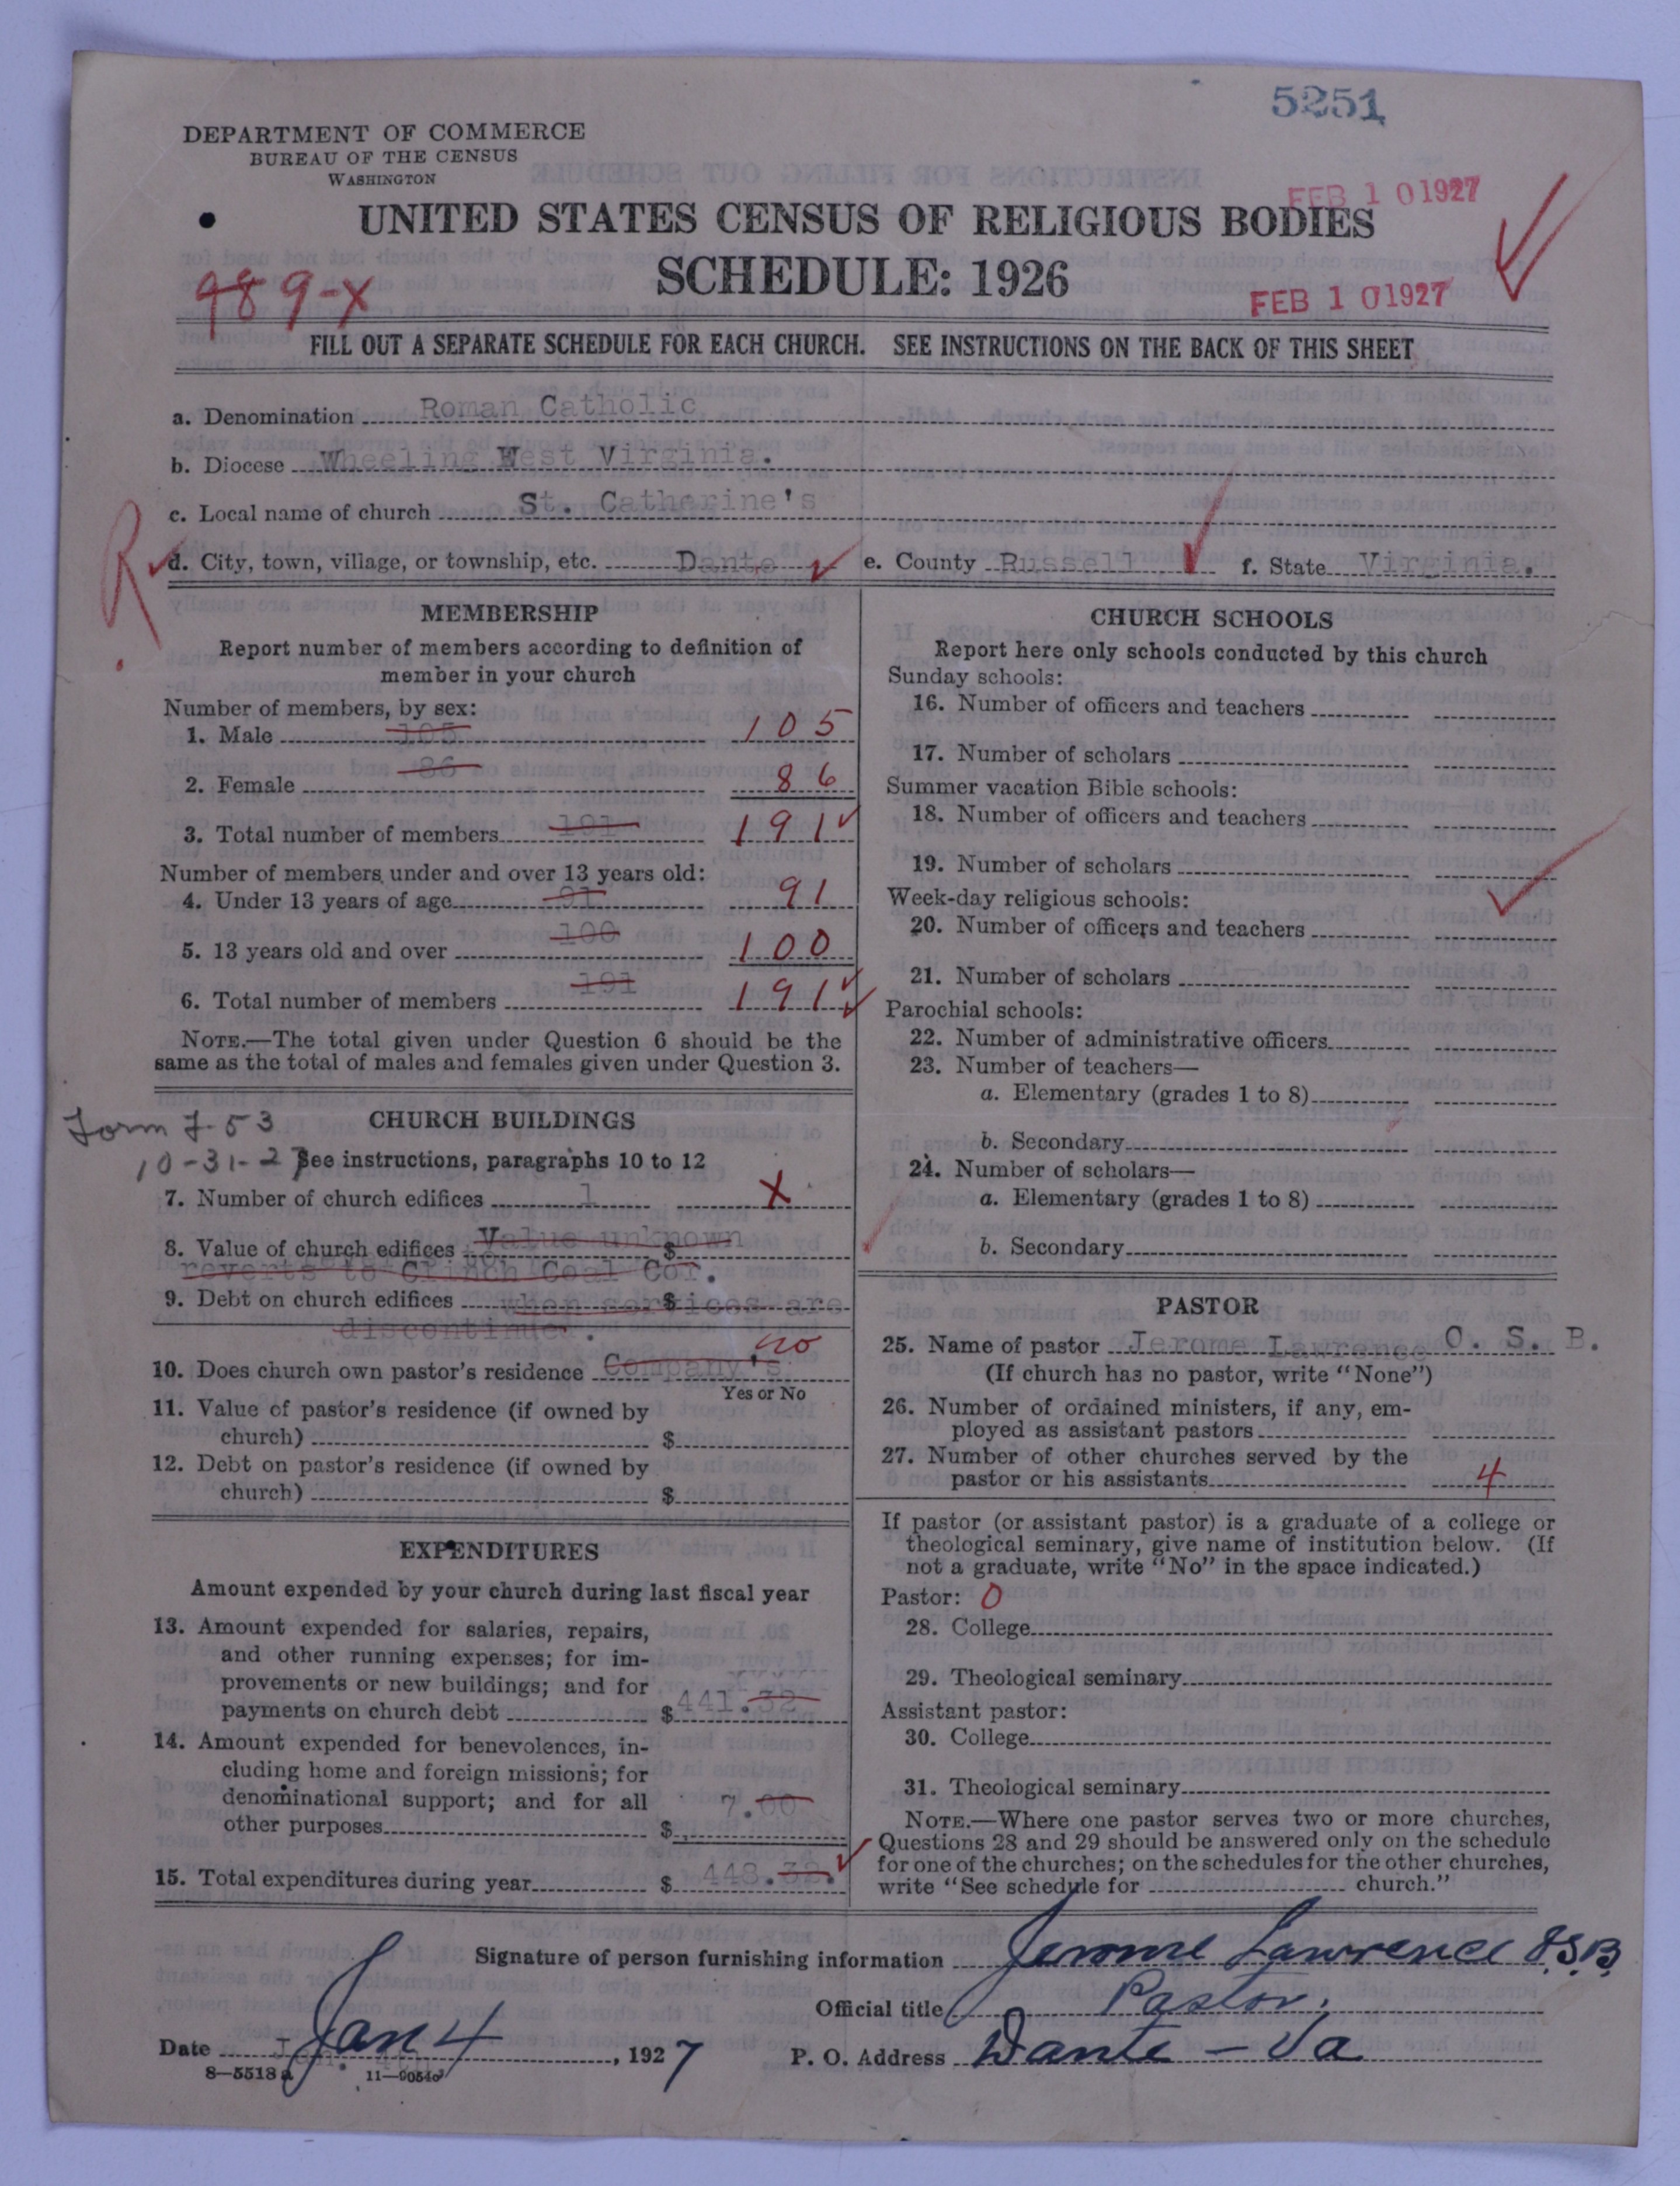 5251
DEPARTMENT OF COMMERCE
BUREAU OF THE CENSUS
WASHINGTON
FEB 10 1927
UNITED STATES CENSUS OF RELIGIOUS BODIES
SCHEDULE: 1926
989-X
FEB 10 1927
FILL OUT A SEPARATE SCHEDULE FOR EACH CHURCH. SEE INSTRUCTIONS ON THE BACK OF THIS SHEET
a. Denomination Roman Catholic
b. Diocese Wheeling West Virginia.
c. Local name of church St. Catherine's
R
d. City, town, village, or township, etc. Dante e. County Russell f. State Virginia.
MEMBERSHIP
Report number of members according to definition of
member in your church
Number of members, by sex:
1. Male 105 105
2. Female 86 86
3. Total number of members 191 191
Number of members under and over 13 years old:
4. Under 13 years of age 91 91
5. 13 years old and over 100 100
6. Total number of members 191 191
NOTE.—The total given under Question 6 should be the
same as the total of males and females given under Question 3.
Form 7-53
10-31-27
CHURCH BUILDINGS
See instructions, paragraphs 10 to 12
7. Number of church edifices 1 X
8. Value of church edifices Value unknown $
reverts to Clinch Coal Cor.
9. Debt on church edifices when services are $
discontinue.
10. Does church own pastor's residence Company's no
Yes or No
11. Value of pastor's residence (if owned by
church) $
12. Debt on pastor's residence (if owned by
church) $
EXPENDITURES
Amount expended by your church during last fiscal year
13. Amount expended for salaries, repairs,
and other running expenses; for im-
provements or new buildings; and for
payments on church debt $ 441.32
14. Amount expended for benevolences, in-
cluding home and foreign missions; for
denominational support; and for all
other purposes $ 7.00
15. Total expenditures during year $ 448.32.
CHURCH SCHOOLS
Report here only schools conducted by this church
Sunday schools:
16. Number of officers and teachers
17. Number of scholars
Summer vacation Bible schools:
18. Number of officers and teachers
19. Number of scholars
Week-day religious schools:
20. Number of officers and teachers
21. Number of scholars
Parochial schools:
22. Number of administrative officers
23. Number of teachers—
a. Elementary (grades 1 to 8)
b. Secondary
24. Number of scholars—
a. Elementary (grades 1 to 8)
b. Secondary
PASTOR
25. Name of pastor Jerome Lawrence O. S. B.
(If church has no pastor, write "None")
26. Number of ordained ministers, if any, em-
ployed as assistant pastors
27. Number of other churches served by the
pastor or his assistants 4
If pastor (or assistant pastor) is a graduate of a college or
theological seminary, give name of institution below. (If
not a graduate, write "No" in the space indicated.)
Pastor: 0
28. College
29. Theological seminary
Assistant pastor:
30. College
31. Theological seminary
NOTE.—Where one pastor serves two or more churches,
Questions 28 and 29 should be answered only on the schedule
for one of the churches; on the schedules for the other churches,
write "See schedule for church."
Signature of person furnishing information Jerome Lawrence O.S.B.
Official title Pastor.
Date Jan 4, 1927 P. O. Address Dante - Va
8-5518a